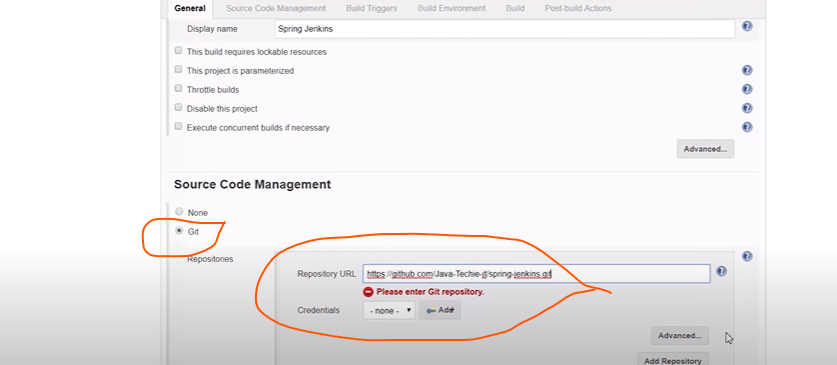 General Source Code Management Build Triggers Build Environment Build Post-build Actions
Display name Spring Jenkins
This build requires lockable resources
This project is parameterized
Throttle builds
Disable this project
Execute concurrent builds if necessary
Advanced...
Source Code Management
None
Git
Repositories
Repository URL https://github.com/Java-Techie-jt/spring-jenkins.git
Please enter Git repository.
Credentials - none - Add
Advanced...
Add Repository